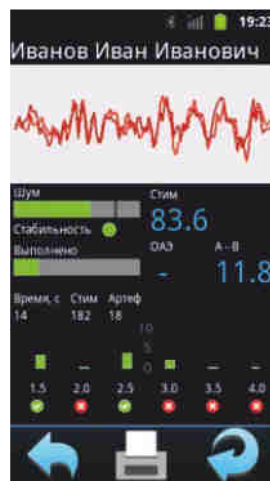 19:23
Иванов Иван Иванович
Шум
Стим
83.6
Стабильность
ОАЭ
А - В
Выполнено
-
11.8
Время, с Стим Артеф
14 182 18
10
5
0
1.5 2.0 2.5 3.0 3.5 4.0